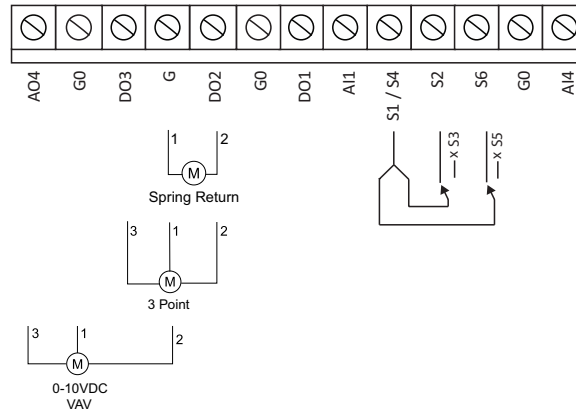 AO4 G0 DO3 G DO2 G0 DO1 AI1 S1 / S4 S2 S6 G0 AI4
1 2
M
Spring Return
x S3
x S5
3 1 2
M
3 Point
3 1 2
M
0-10VDC
VAV